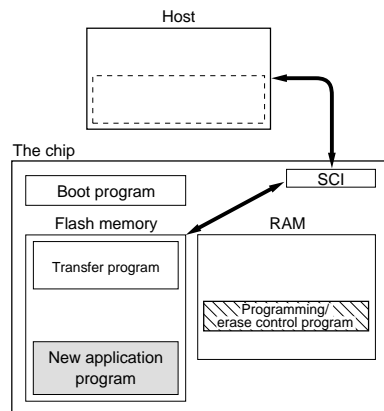 Host
The chip
SCI
Boot program
Flash memory
RAM
Transfer program
Programming/
erase control program
New application
program